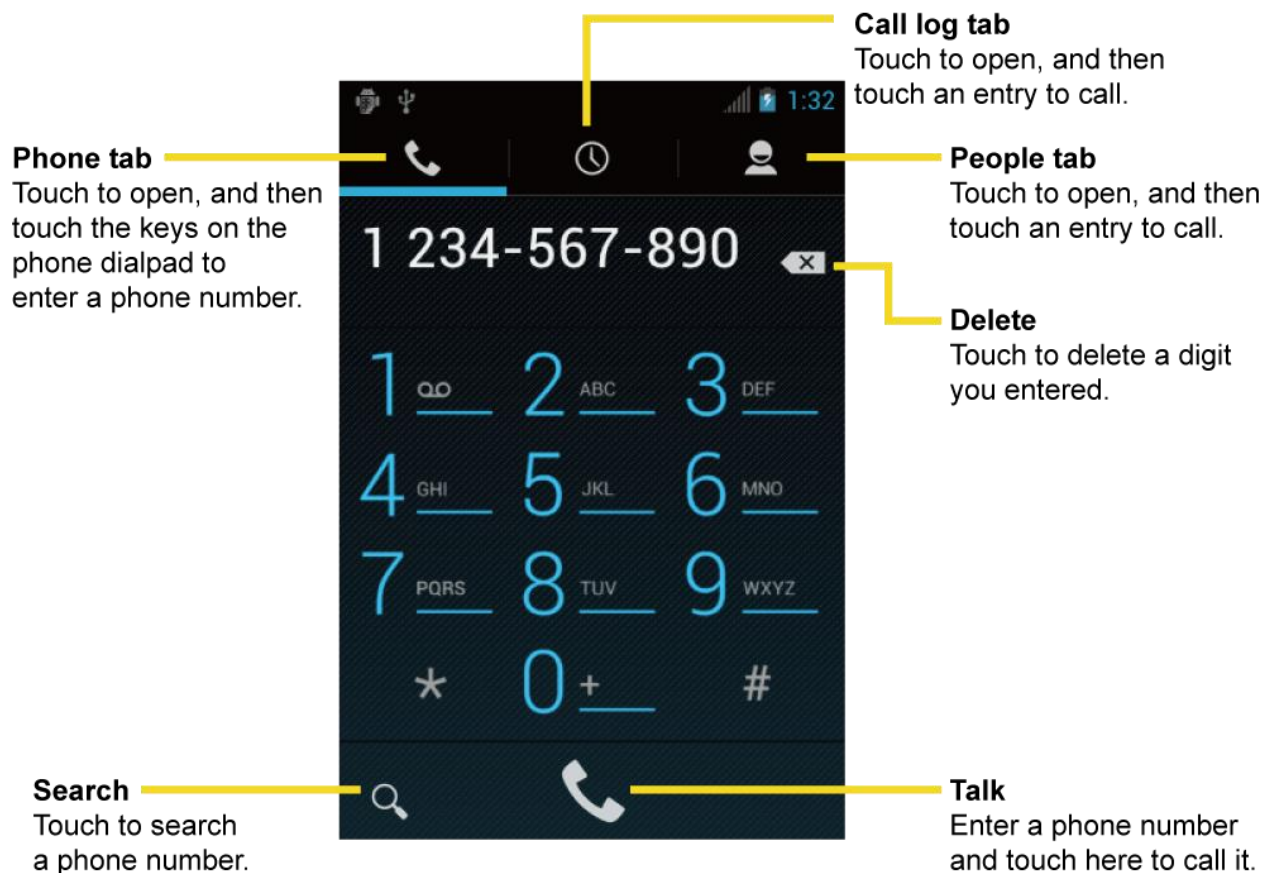 Call log tab
Touch to open, and then
touch an entry to call.
1:32
Phone tab
Touch to open, and then
touch the keys on the
phone dialpad to
enter a phone number.
People tab
Touch to open, and then
touch an entry to call.
1 234-567-890
Delete
Touch to delete a digit
you entered.
1 2 ABC 3 DEF
4 GHI 5 JKL 6 MNO
7 PQRS 8 TUV 9 WXYZ
* 0 + #
Search
Touch to search
a phone number.
Talk
Enter a phone number
and touch here to call it.